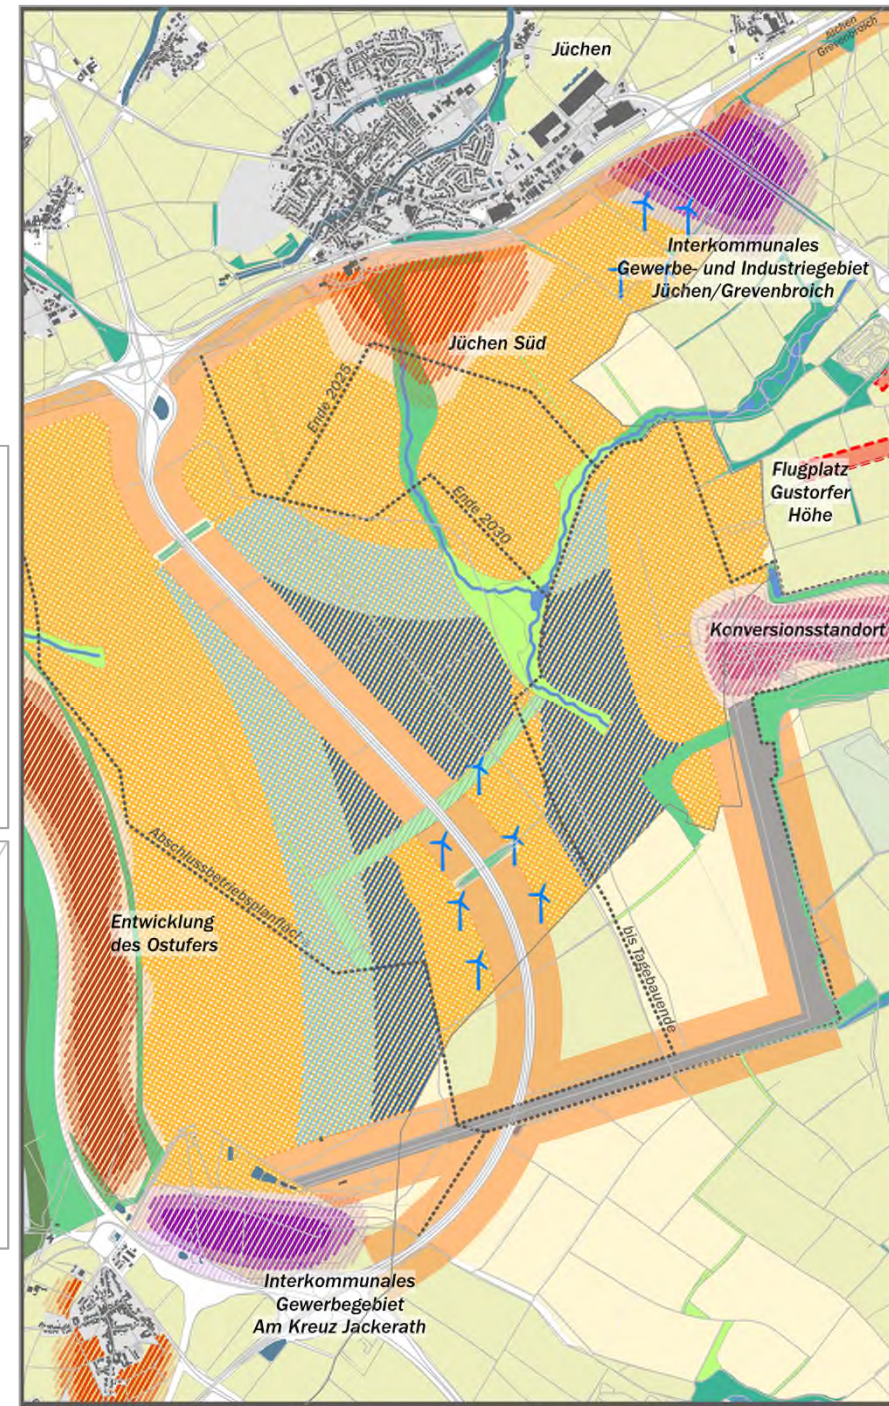 Jüchen
Jüchen
Grevenbroich
Interkommunales
Gewerbe- und Industriegebiet
Jüchen/Grevenbroich
Jüchen Süd
Ende 2025
Flugplatz
Gustorfer
Höhe
Ende 2030
Konversionsstandort
Abschlussbetriebsplanfläche
Entwicklung
des Ostufers
bis Tagebauende
Interkommunales
Gewerbegebiet
Am Kreuz Jackerath